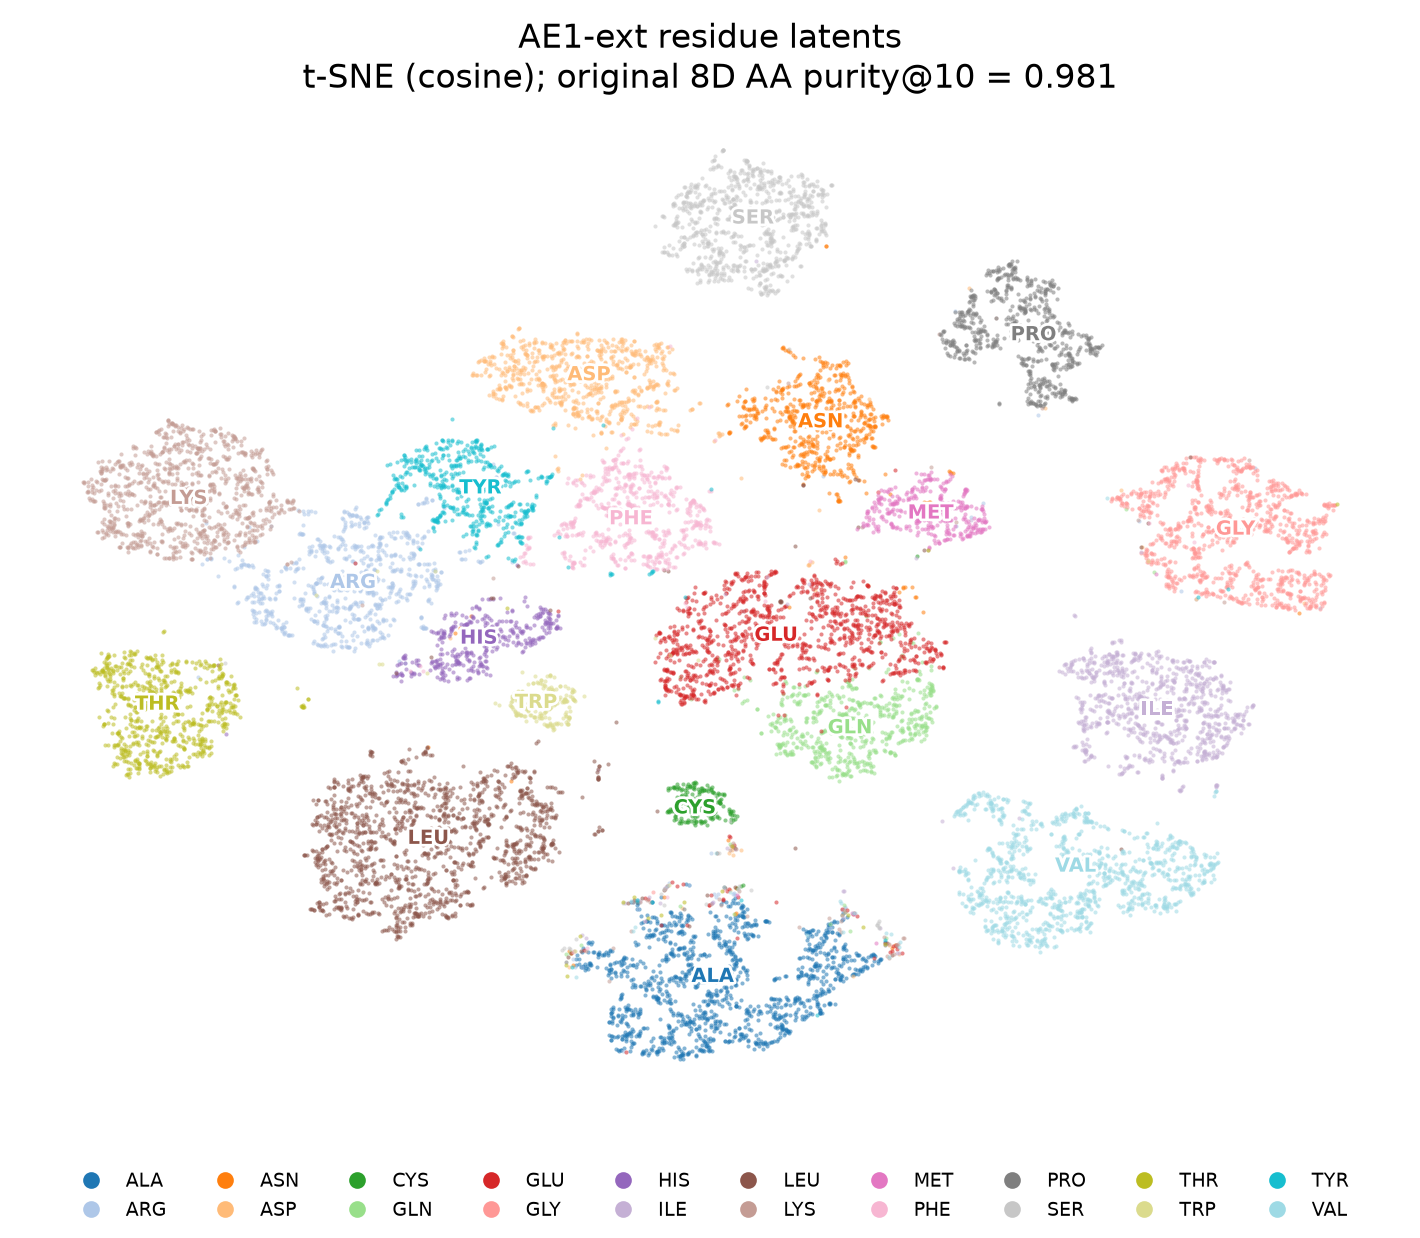 AE1-ext residue latents
t-SNE (cosine); original 8D AA purity@10 = 0.981
SER
PRO
ASP
ASN
TYR
LYS
MET
PHE
GLY
ARG
GLU
HIS
TRP
THR
ILE
GLN
CYS
LEU
VAL
ALA
ALA ASN CYS GLU HIS LEU MET PRO THR TYR
ARG ASP GLN GLY ILE LYS PHE SER TRP VAL